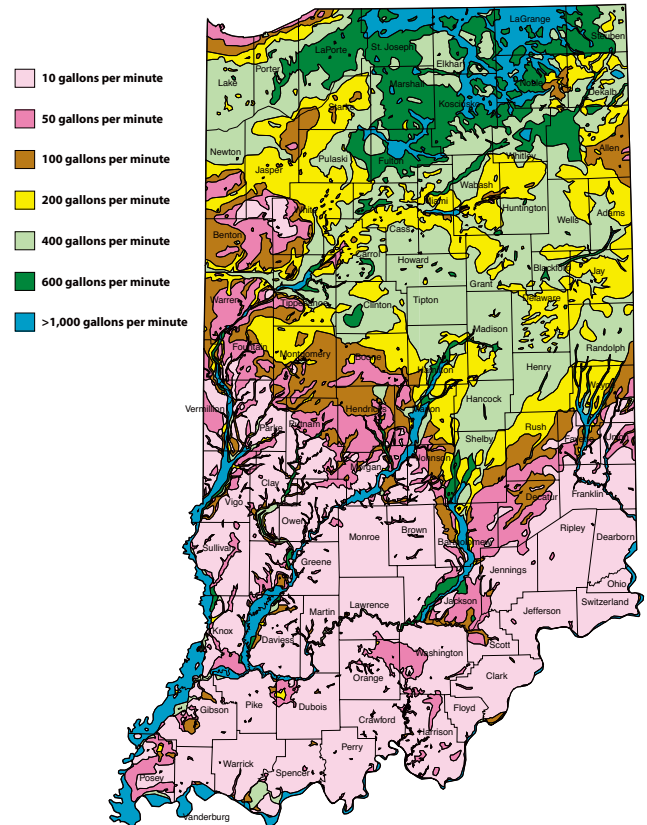 10 gallons per minute
50 gallons per minute
100 gallons per minute
200 gallons per minute
400 gallons per minute
600 gallons per minute
>1,000 gallons per minute
LaGrange
Steuben
St. Joseph
LaPorte
Elkhart
Porter
Lake
Marshall
Noble
DeKalb
Kosciusko
Starke
Allen
Newton
Pulaski
Fulton
Whitley
Jasper
Wabash
Miami
Huntington
White
Adams
Wells
Benton
Cass
Carrol
Howard
Blackford
Jay
Grant
Warren
Tippecanoe
Clinton
Tipton
Delaware
Madison
Randolph
Fountain
Montgomery
Boone
Hamilton
Henry
Wayne
Hancock
Vermillion
Hendricks
Marion
Parke
Putnam
Rush
Fayette
Union
Shelby
Johnson
Morgan
Clay
Decatur
Franklin
Vigo
Owen
Monroe
Brown
Ripley
Dearborn
Bartholomew
Sullivan
Greene
Jennings
Ohio
Switzerland
Martin
Lawrence
Jackson
Jefferson
Knox
Daviess
Scott
Washington
Orange
Clark
Gibson
Pike
Dubois
Floyd
Crawford
Harrison
Perry
Warrick
Spencer
Posey
Vanderburg